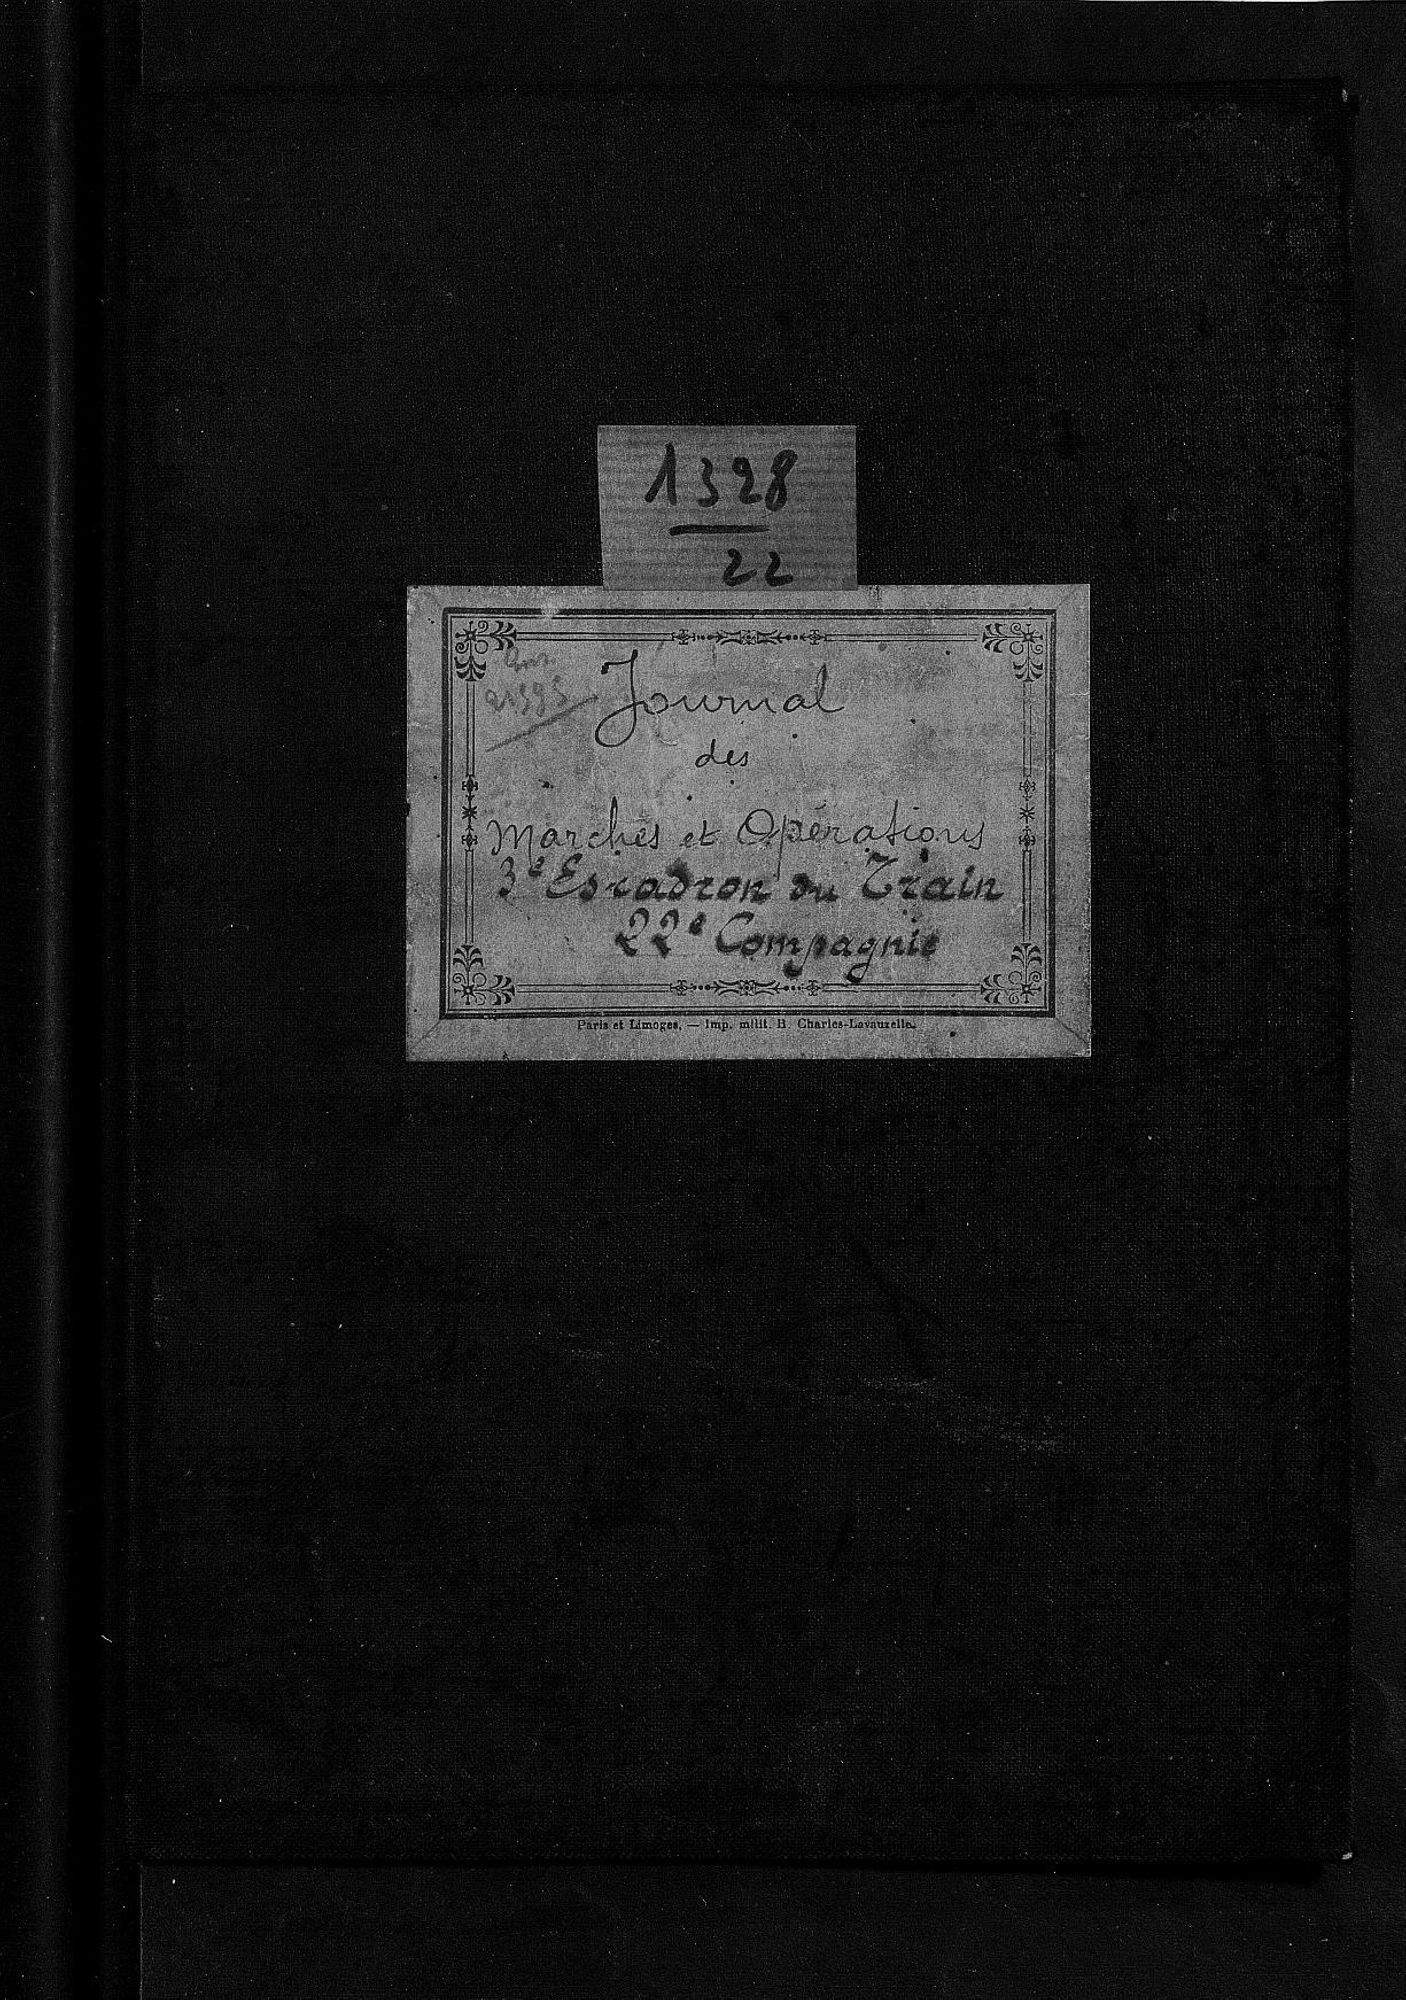 1328
22
Journal
des
Marches et Opérations
3e Escadron du Train
22e Compagnie
Paris et Limoges. — Imp. milit. H. Charles-Lavauzelle.